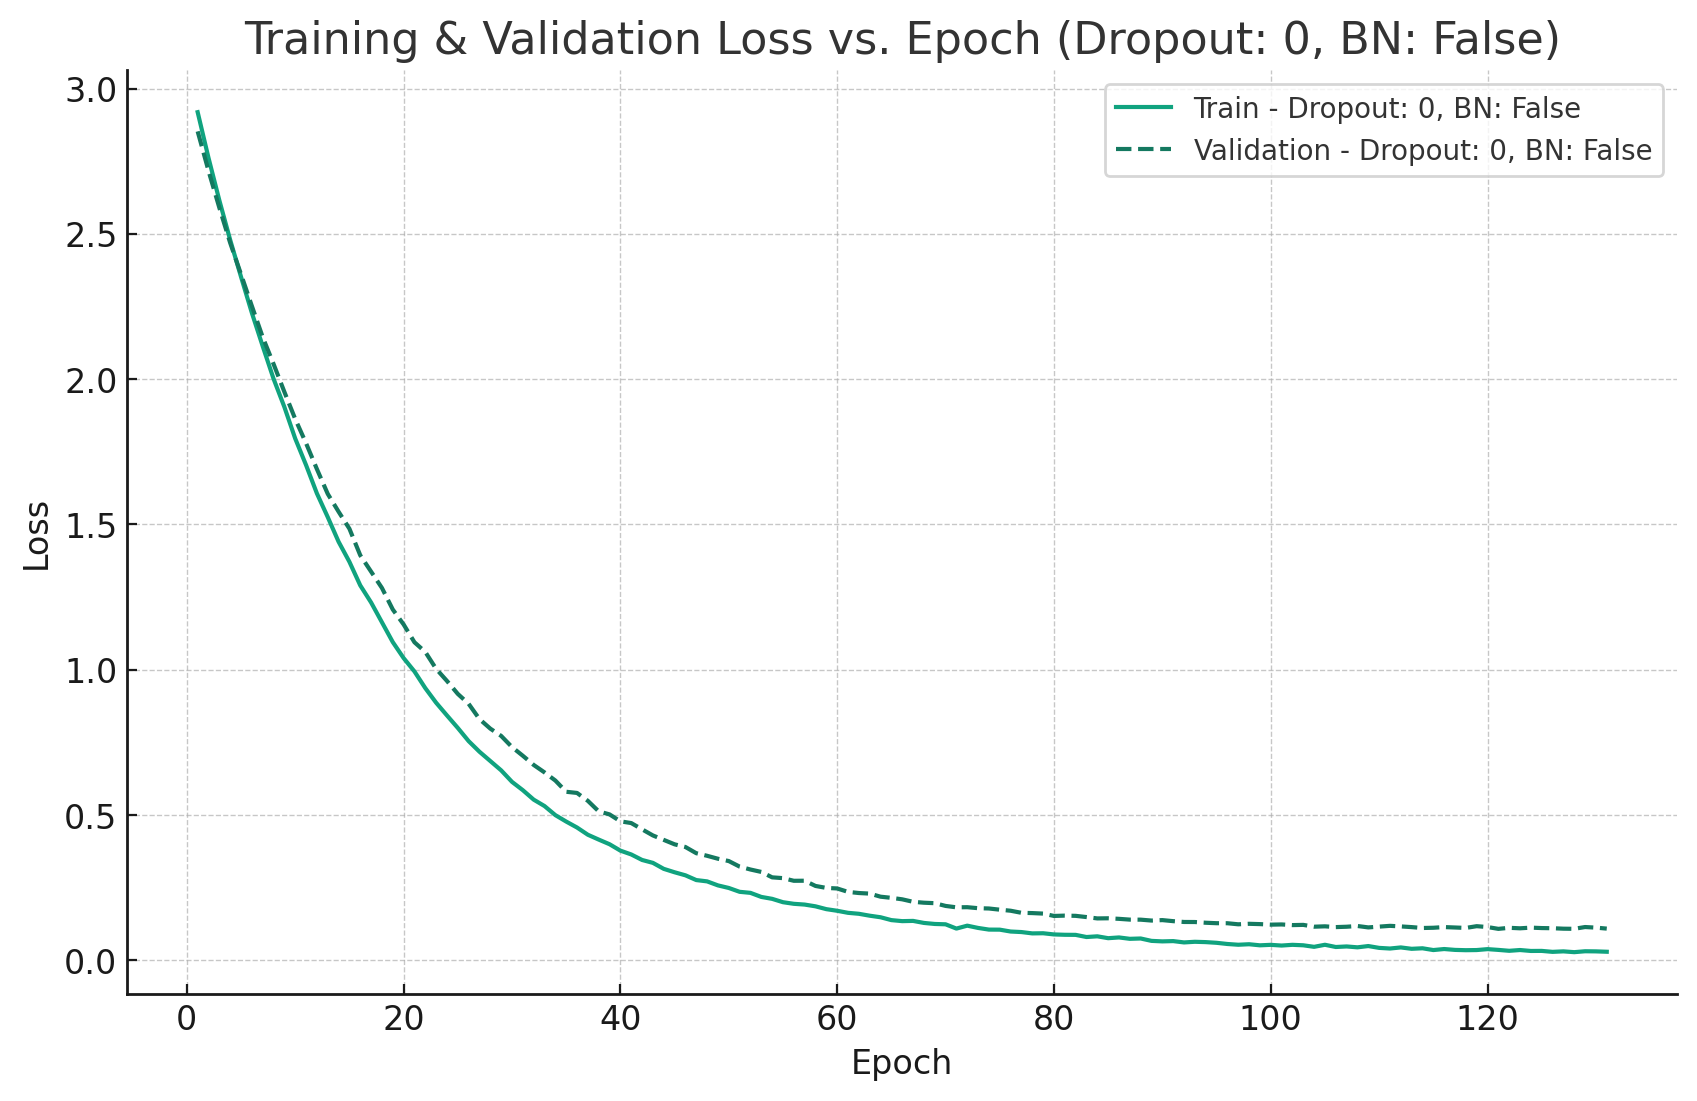 Training & Validation Loss vs. Epoch (Dropout: 0, BN: False)
Train - Dropout: 0, BN: False
Validation - Dropout: 0, BN: False
Loss
3.0
2.5
2.0
1.5
1.0
0.5
0.0
0 20 40 60 80 100 120
Epoch